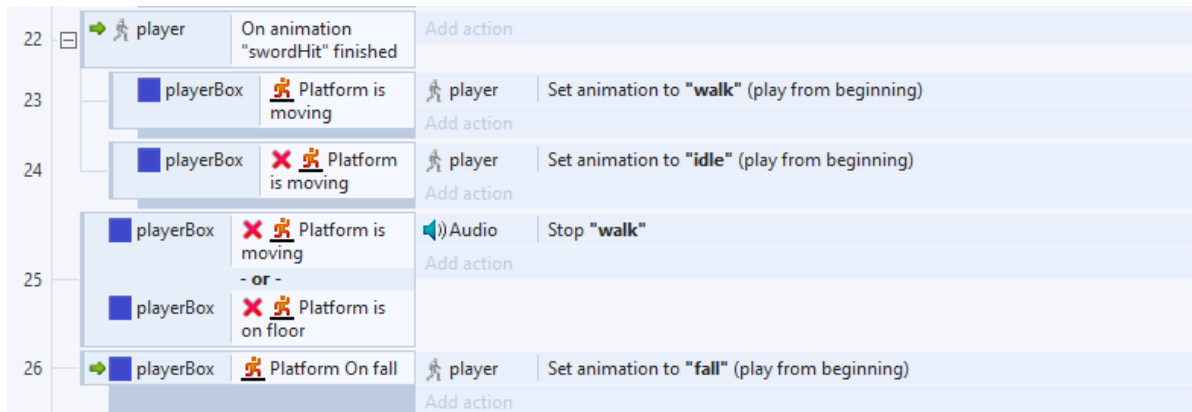 22 player On animation Add action
"swordHit" finished
23 playerBox Platform is player Set animation to "walk" (play from beginning)
moving Add action
24 playerBox Platform player Set animation to "idle" (play from beginning)
is moving Add action
playerBox Platform is Audio Stop "walk"
moving Add action
25 - or -
playerBox Platform is
on floor
26 playerBox Platform On fall player Set animation to "fall" (play from beginning)
Add action